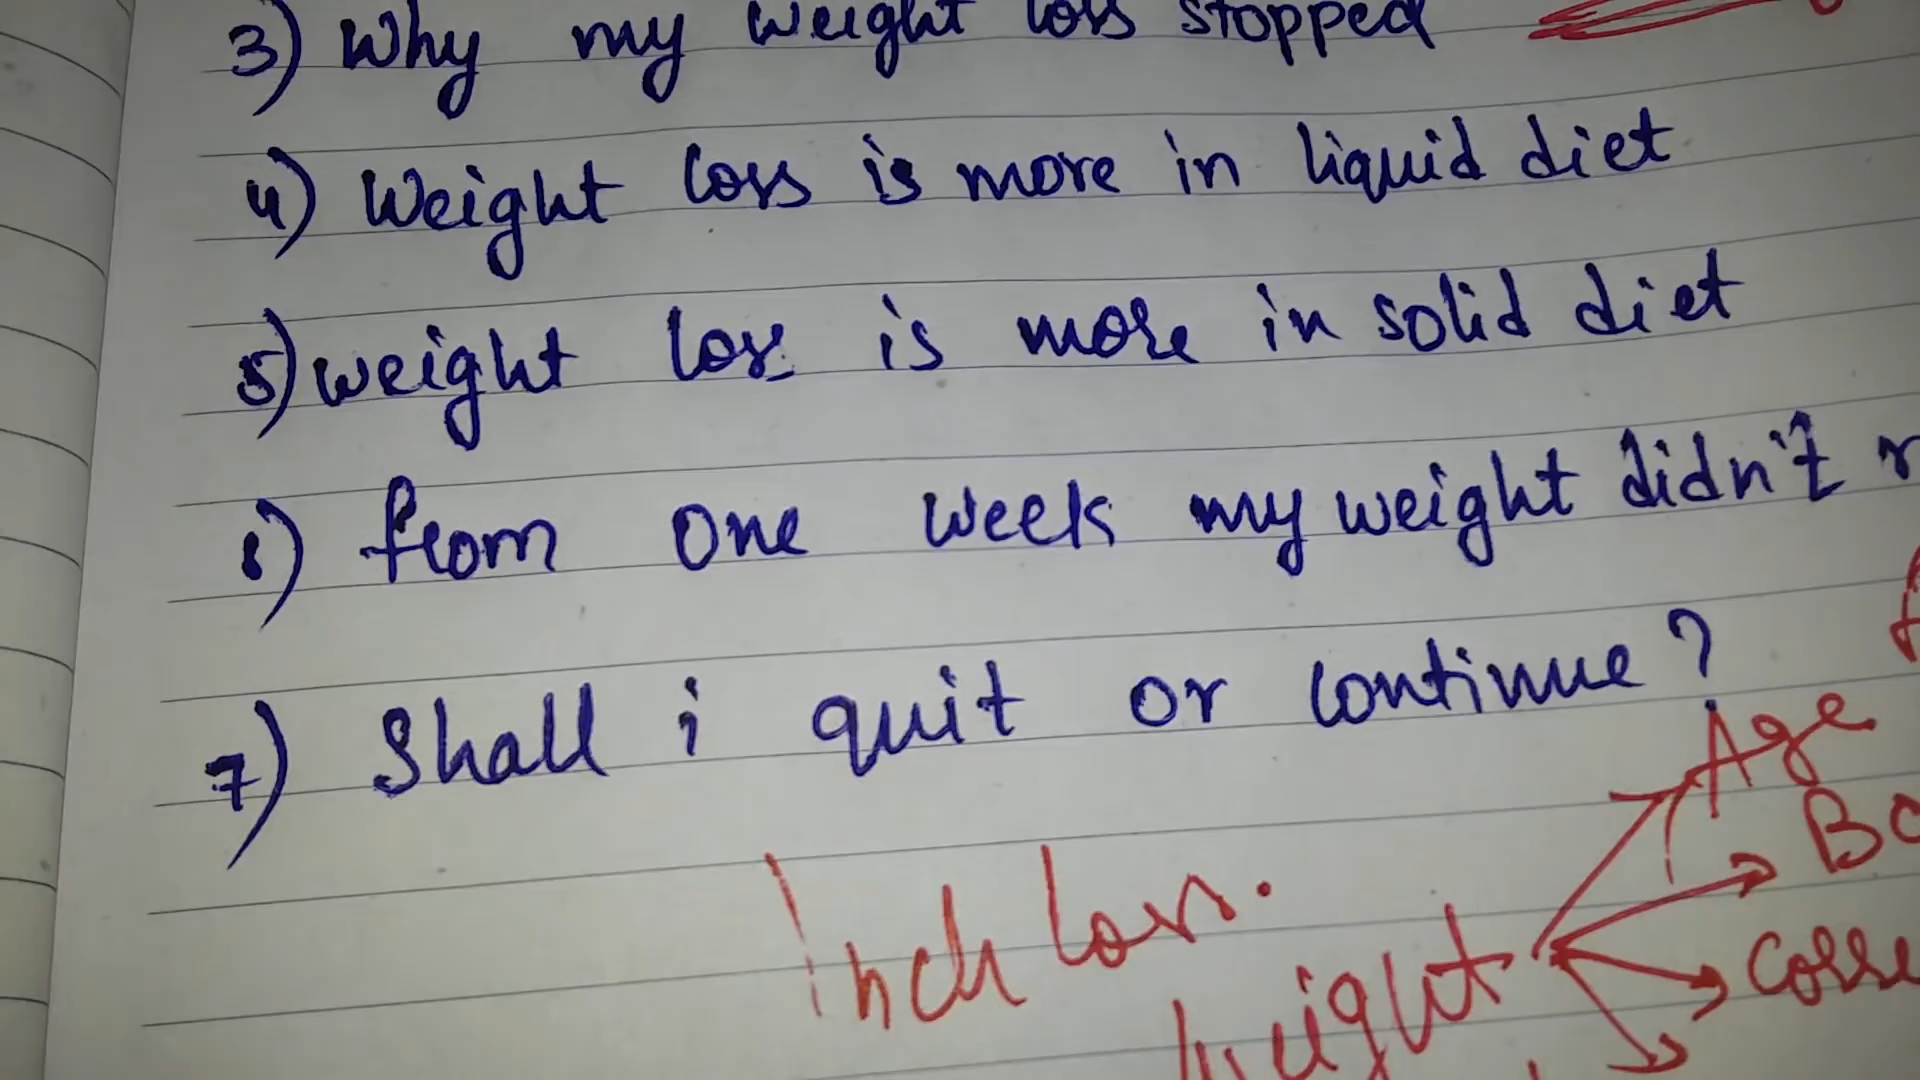 3) Why my weight loss stopped
4) Weight loss is more in liquid diet
5) weight loss is more in solid diet
6) from one week my weight didn't
7) Shall i quit or continue?
Age
Inch loss.
weight